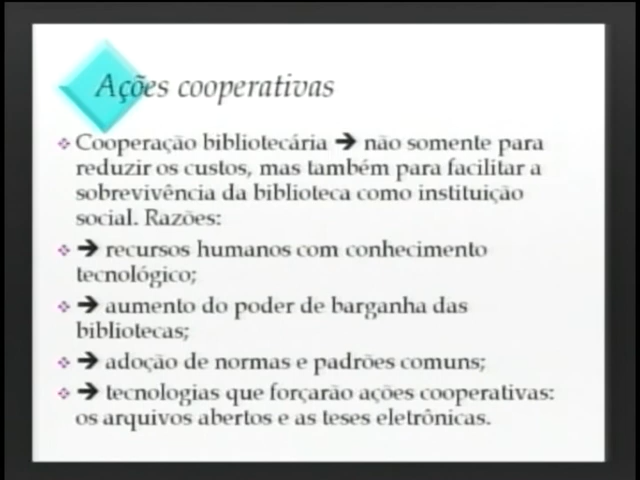 Ações cooperativas
❖ Cooperação bibliotecária ➔ não somente para
reduzir os custos, mas também para facilitar a
sobrevivência da biblioteca como instituição
social. Razões:
❖ ➔ recursos humanos com conhecimento
tecnológico;
❖ ➔ aumento do poder de barganha das
bibliotecas;
❖ ➔ adoção de normas e padrões comuns;
❖ ➔ tecnologias que forçarão ações cooperativas:
os arquivos abertos e as teses eletrônicas.